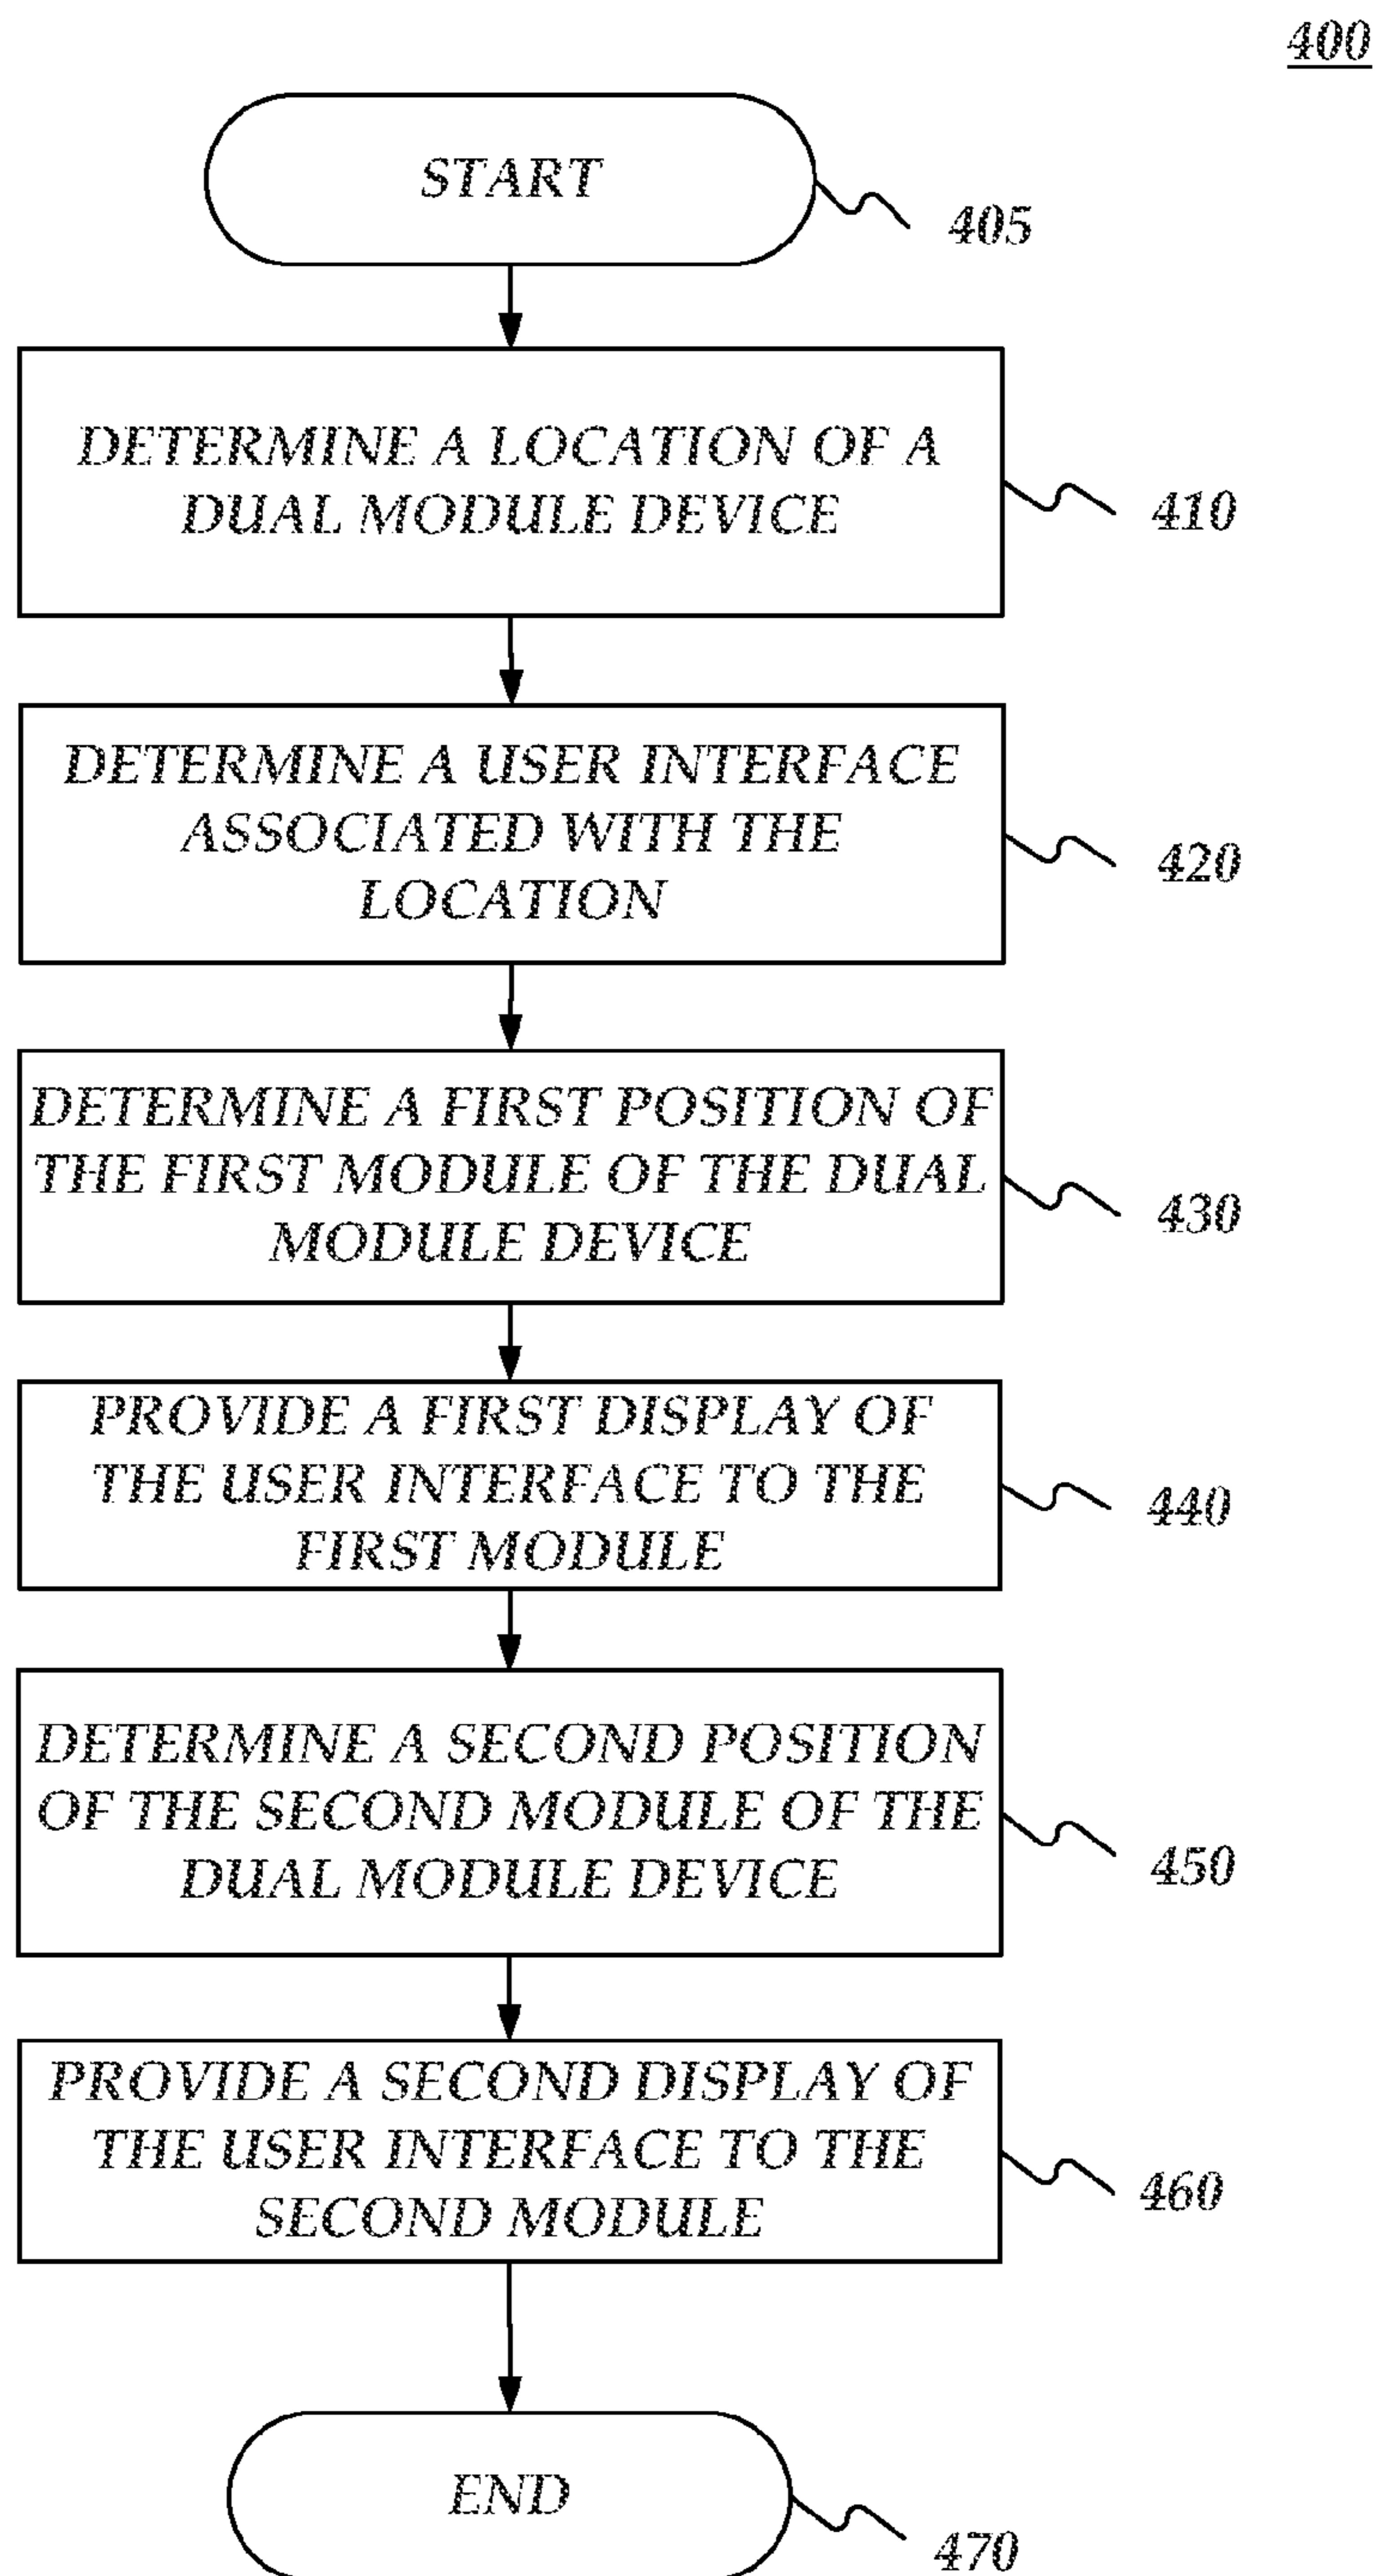 400
START
405
DETERMINE A LOCATION OF A
DUAL MODULE DEVICE
410
DETERMINE A USER INTERFACE
ASSOCIATED WITH THE
LOCATION
420
DETERMINE A FIRST POSITION OF
THE FIRST MODULE OF THE DUAL
MODULE DEVICE
430
PROVIDE A FIRST DISPLAY OF
THE USER INTERFACE TO THE
FIRST MODULE
440
DETERMINE A SECOND POSITION
OF THE SECOND MODULE OF THE
DUAL MODULE DEVICE
450
PROVIDE A SECOND DISPLAY OF
THE USER INTERFACE TO THE
SECOND MODULE
460
END
470